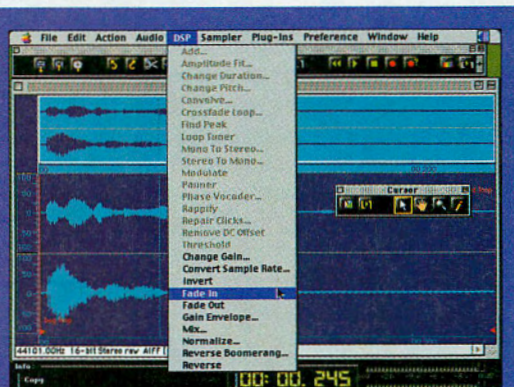 File Edit Action Audio DSP Sampler Plug-Ins Preference Window Help
Add...
Amplitude Fit...
Change Duration...
Change Pitch...
Convolve...
Crossfade Loop...
Find Peak
Loop Tuner
Mono To Stereo...
Stereo To Mono...
Modulate
Panner
Phase Vocoder...
Rappify
Repair Clicks...
Remove DC Offset
Threshold
Change Gain...
Convert Sample Rate...
Invert
Fade In
Fade Out
Gain Envelope...
Mix...
Normalize...
Reverse Boomerang...
Reverse
Cursor
44101.00Hz 16-bit Stereo raw AIFF
Info
Copy
00: 00. 245